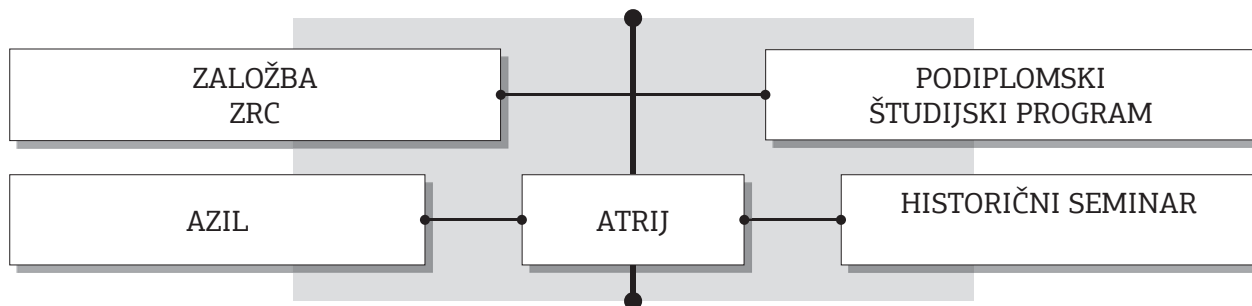 ZALOŽBA
ZRC
PODIPLOMSKI
ŠTUDIJSKI PROGRAM
AZIL
ATRIJ
HISTORIČNI SEMINAR